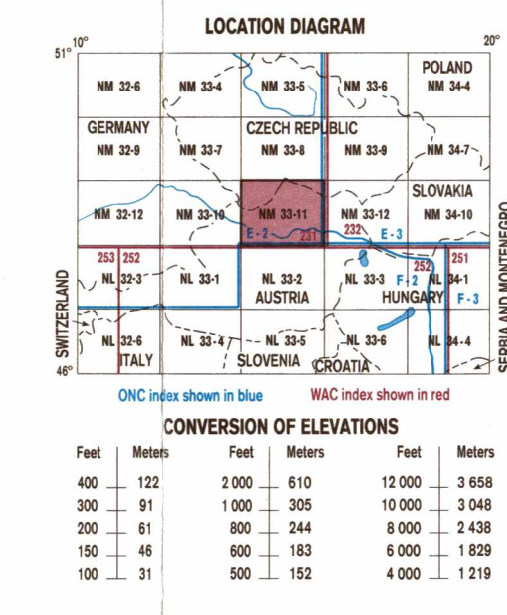 LOCATION DIAGRAM
10° 20°
51°
POLAND
NM 32-6 NM 33-4 NM 33-5 NM 33-6 NM 34-4
GERMANY CZECH REPUBLIC
NM 32-9 NM 33-7 NM 33-8 NM 33-9 NM 34-7
SLOVAKIA
NM 32-12 NM 33-10 NM 33-11 NM 33-12 NM 34-10
E-2 231 232 E-3
253 252 252 251
NL 32-3 NL 33-1 NL 33-2 NL 33-3 F-2 NL 34-1
AUSTRIA HUNGARY F-3
SWITZERLAND
SERBIA AND MONTENEGRO
NL 32-6 NL 33-4 NL 33-5 NL 33-6 NL 34-4
ITALY SLOVENIA CROATIA
46°
ONC index shown in blue WAC index shown in red
CONVERSION OF ELEVATIONS
Feet Meters Feet Meters Feet Meters
400 122 2 000 610 12 000 3 658
300 91 1 000 305 10 000 3 048
200 61 800 244 8 000 2 438
150 46 600 183 6 000 1 829
100 31 500 152 4 000 1 219